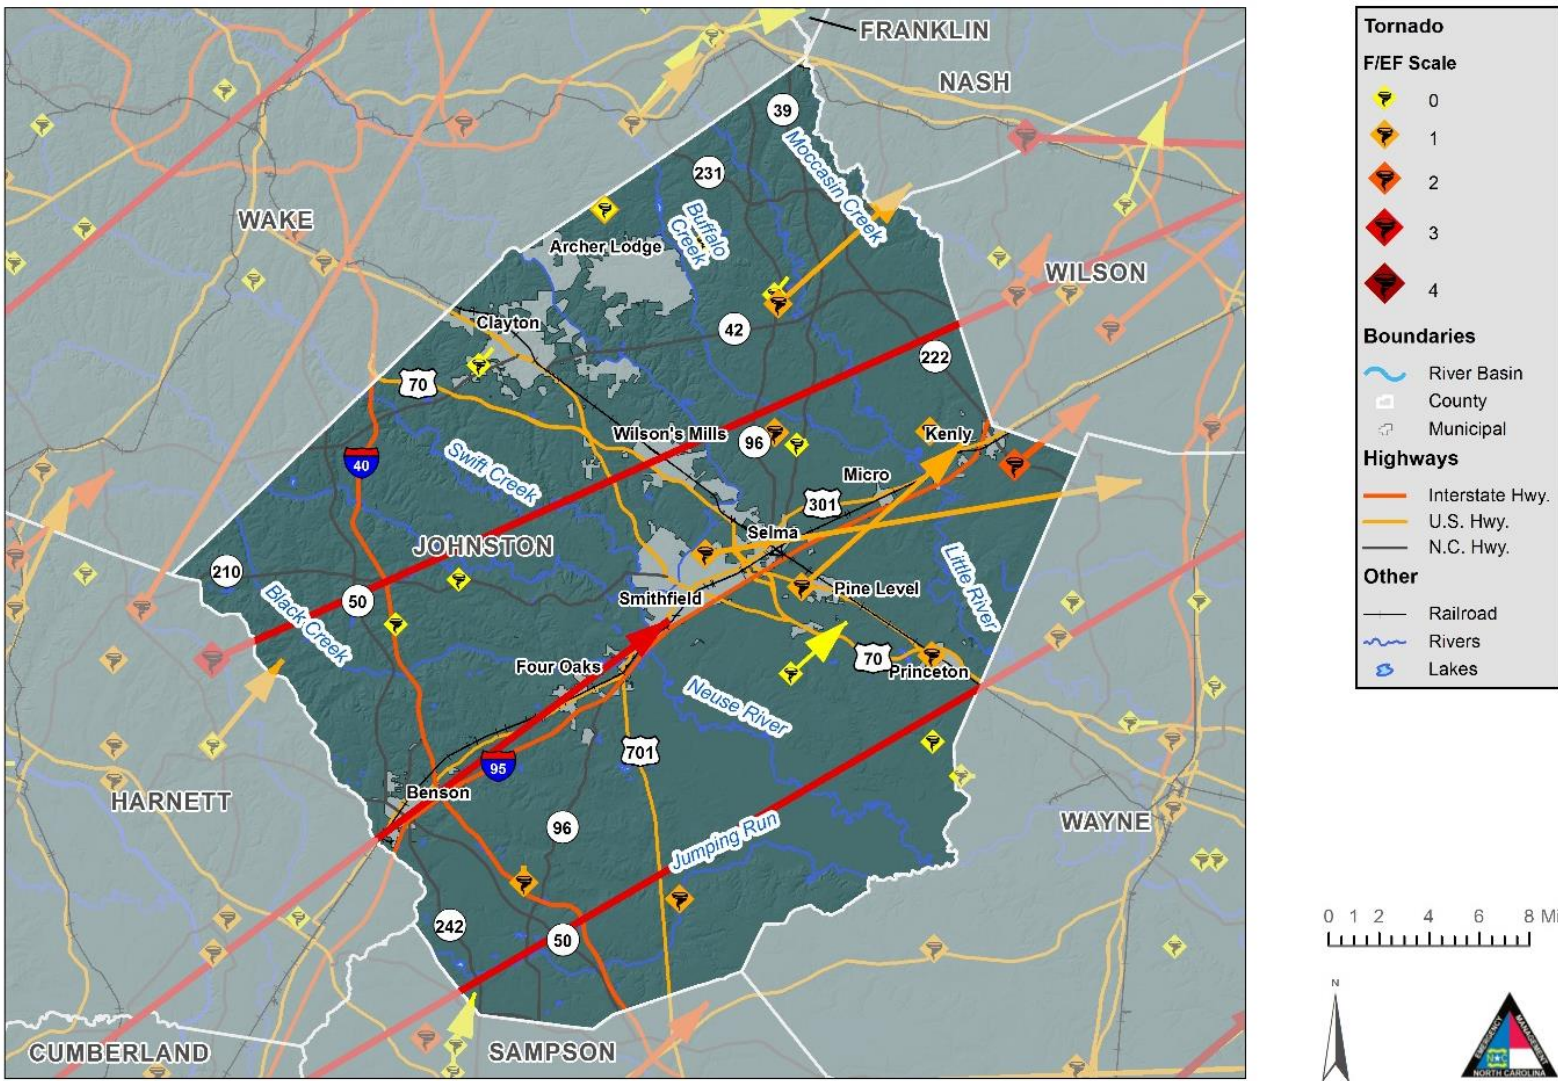 FRANKLIN
NASH
39
231
Moccasin Creek
WAKE
Buffalo
Creek
Archer Lodge
WILSON
Clayton
42
222
70
Wilson's Mills
96
Kenly
40
Swift Creek
Micro
301
Selma
JOHNSTON
210
50
Black Creek
Smithfield
Pine Level
Little River
Four Oaks
70
Princeton
Neuse River
701
95
Benson
HARNETT
96
WAYNE
Jumping Run
242
50
CUMBERLAND
SAMPSON
Tornado
F/EF Scale
0
1
2
3
4
Boundaries
River Basin
County
Municipal
Highways
Interstate Hwy.
U.S. Hwy.
N.C. Hwy.
Other
Railroad
Rivers
Lakes
0 1 2 4 6 8 Mi
N
EMERGENCY
MANAGEMENT
NORTH CAROLINA